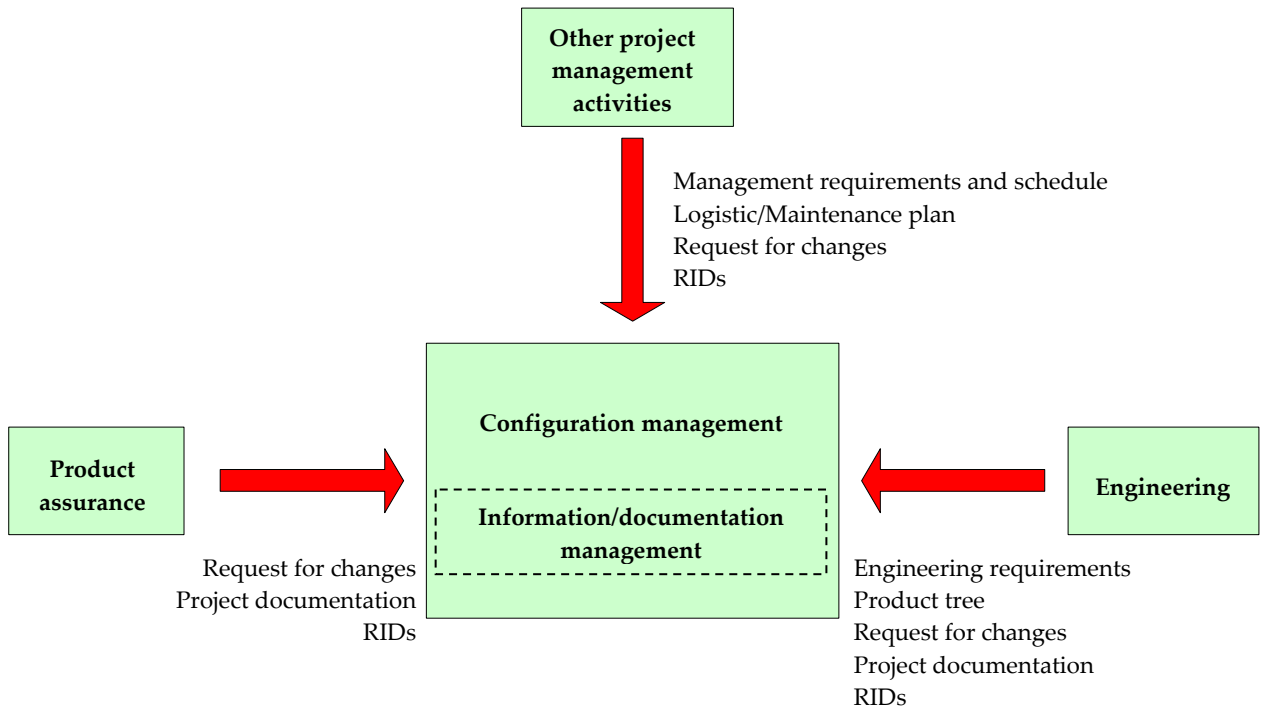 Other project
management
activities
Management requirements and schedule
Logistic/Maintenance plan
Request for changes
RIDs
Configuration management
Information/documentation
management
Product
assurance
Request for changes
Project documentation
RIDs
Engineering
Engineering requirements
Product tree
Request for changes
Project documentation
RIDs